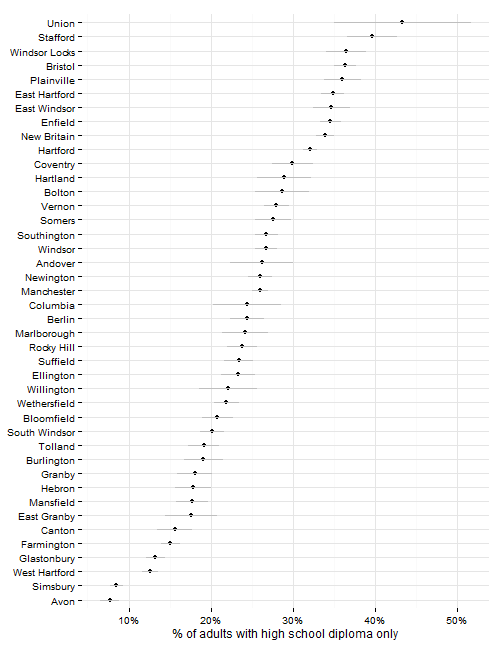 Union
Stafford
Windsor Locks
Bristol
Plainville
East Hartford
East Windsor
Enfield
New Britain
Hartford
Coventry
Hartland
Bolton
Vernon
Somers
Southington
Windsor
Andover
Newington
Manchester
Columbia
Berlin
Marlborough
Rocky Hill
Suffield
Ellington
Willington
Wethersfield
Bloomfield
South Windsor
Tolland
Burlington
Granby
Hebron
Mansfield
East Granby
Canton
Farmington
Glastonbury
West Hartford
Simsbury
Avon
10% 20% 30% 40% 50%
% of adults with high school diploma only